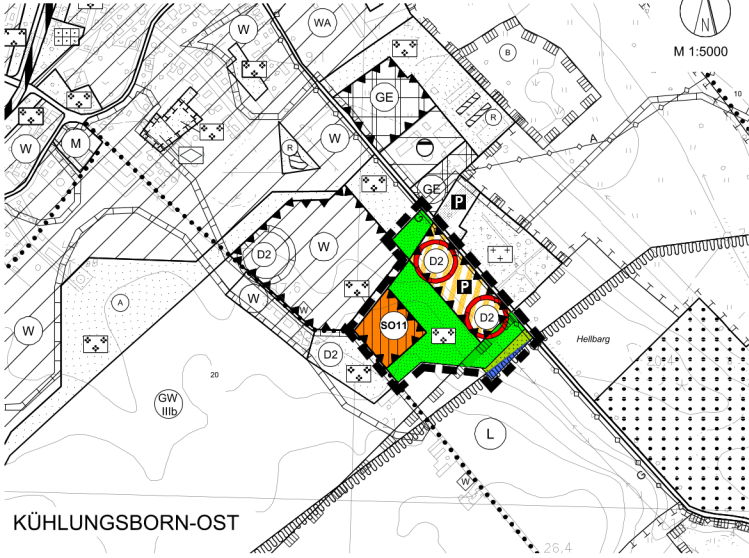 N
M 1:5000
W
WA
B
10
GE
R
A
W
M
W
R
GE
P
D2
W
D2
P
W
W
SO11
D2
A
W
D2
Hellbarg
20
GW
IIIb
L
W
G
KÜHLUNGSBORN-OST
26.4